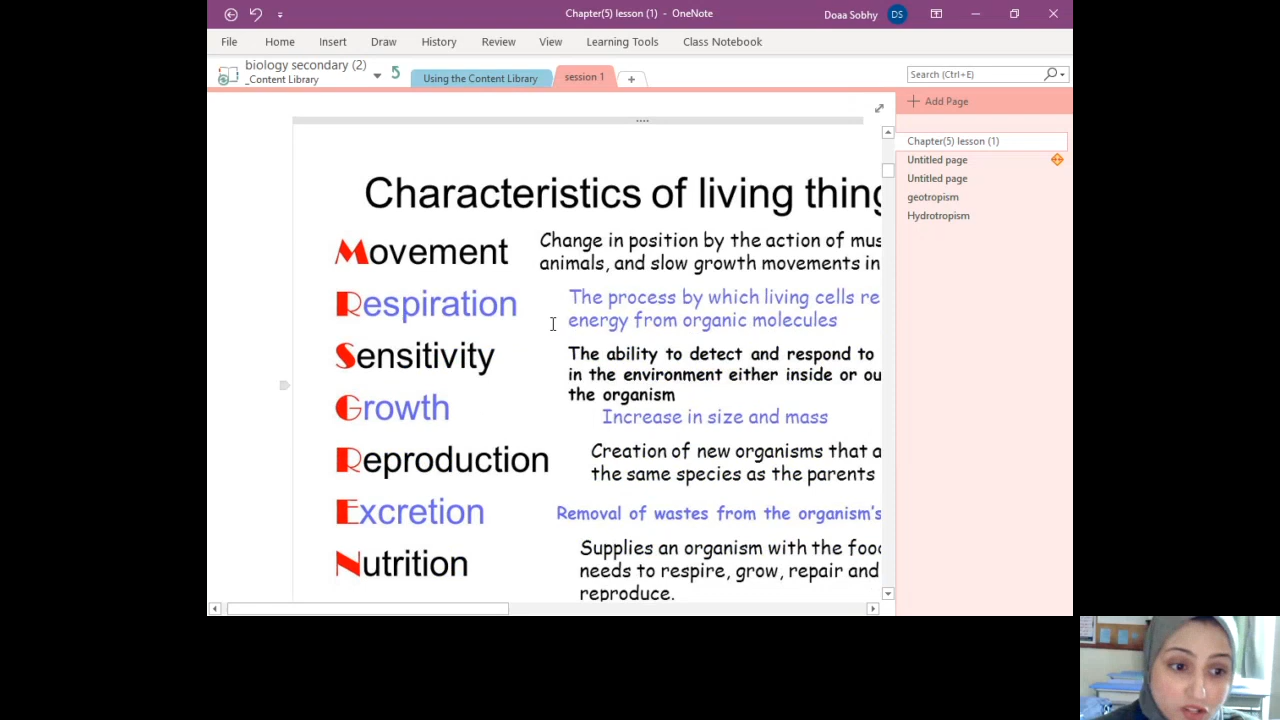 Chapter(5) lesson (1) - OneNote
Doaa Sobhy
DS
File Home Insert Draw History Review View Learning Tools Class Notebook
biology secondary (2)
_Content Library
Using the Content Library
session 1
Search (Ctrl+E)
Add Page
Chapter(5) lesson (1)
Untitled page
Untitled page
geotropism
Hydrotropism
Characteristics of living thing
Movement
Change in position by the action of mus
animals, and slow growth movements in
Respiration
The process by which living cells re
energy from organic molecules
Sensitivity
The ability to detect and respond to
in the environment either inside or ou
the organism
Growth
Increase in size and mass
Reproduction
Creation of new organisms that a
the same species as the parents
Excretion
Removal of wastes from the organism's
Nutrition
Supplies an organism with the foo
needs to respire, grow, repair and
reproduce.